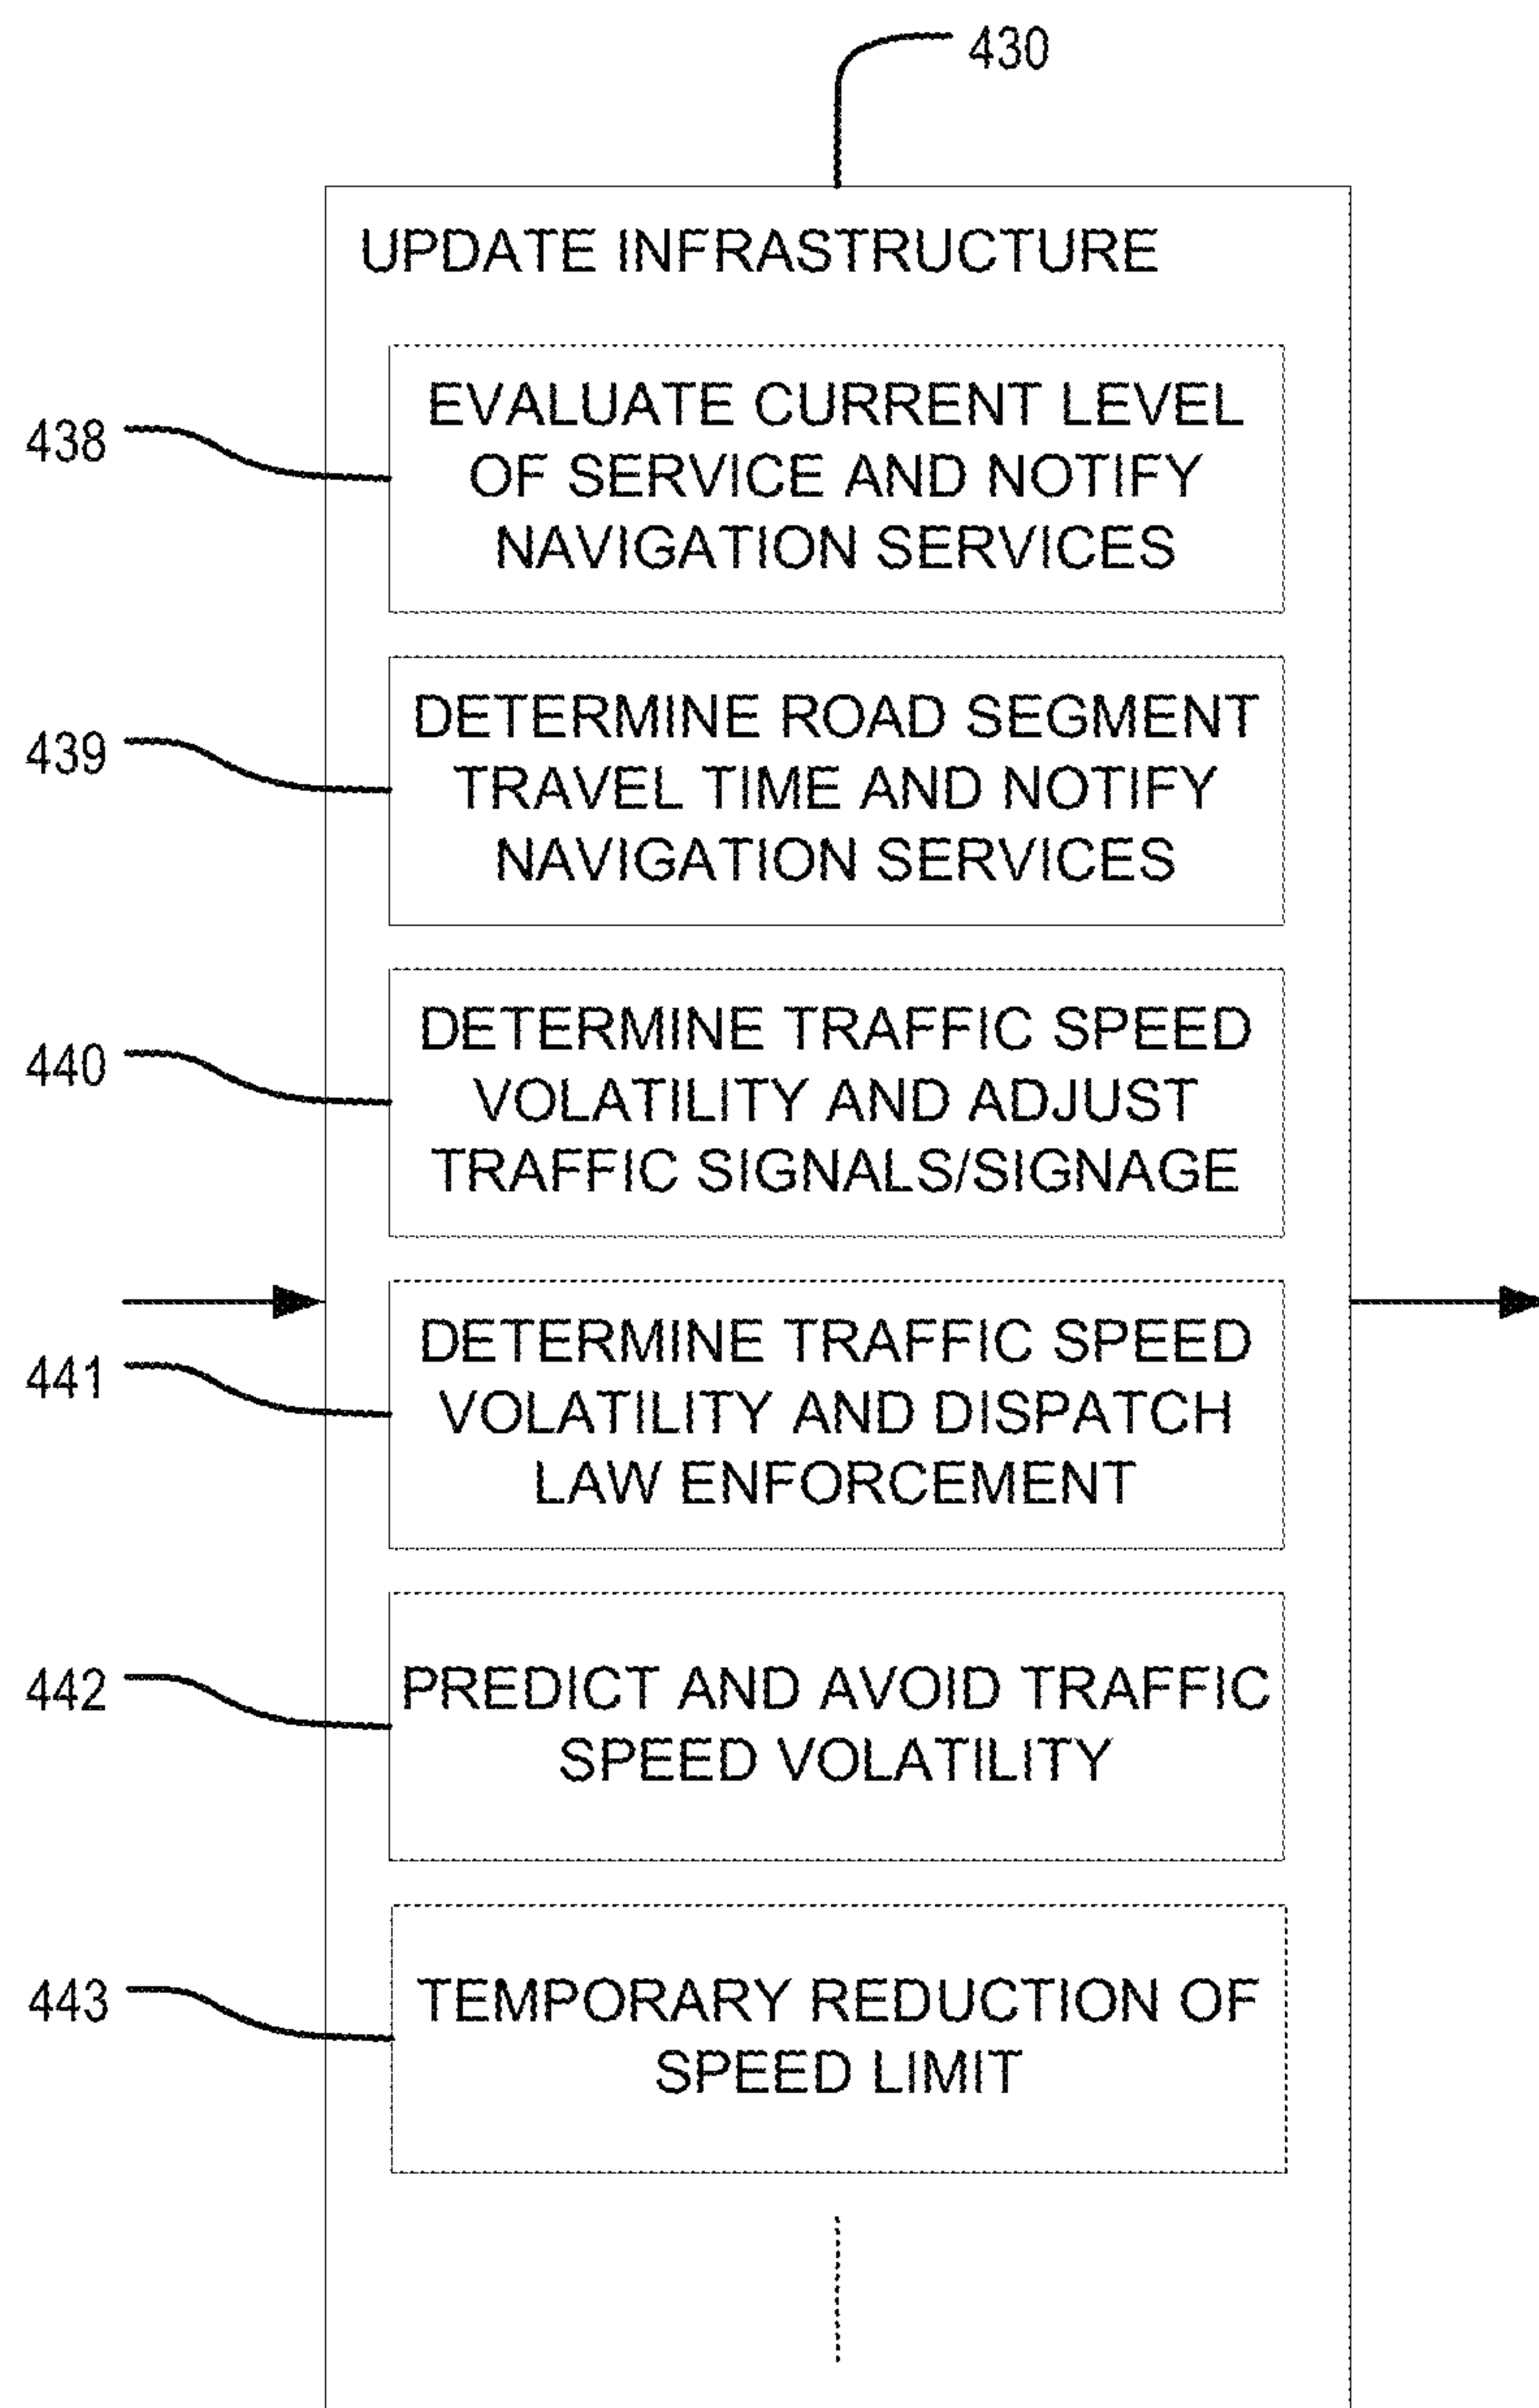 430
UPDATE INFRASTRUCTURE
438
EVALUATE CURRENT LEVEL
OF SERVICE AND NOTIFY
NAVIGATION SERVICES
439
DETERMINE ROAD SEGMENT
TRAVEL TIME AND NOTIFY
NAVIGATION SERVICES
440
DETERMINE TRAFFIC SPEED
VOLATILITY AND ADJUST
TRAFFIC SIGNALS/SIGNAGE
441
DETERMINE TRAFFIC SPEED
VOLATILITY AND DISPATCH
LAW ENFORCEMENT
442
PREDICT AND AVOID TRAFFIC
SPEED VOLATILITY
443
TEMPORARY REDUCTION OF
SPEED LIMIT